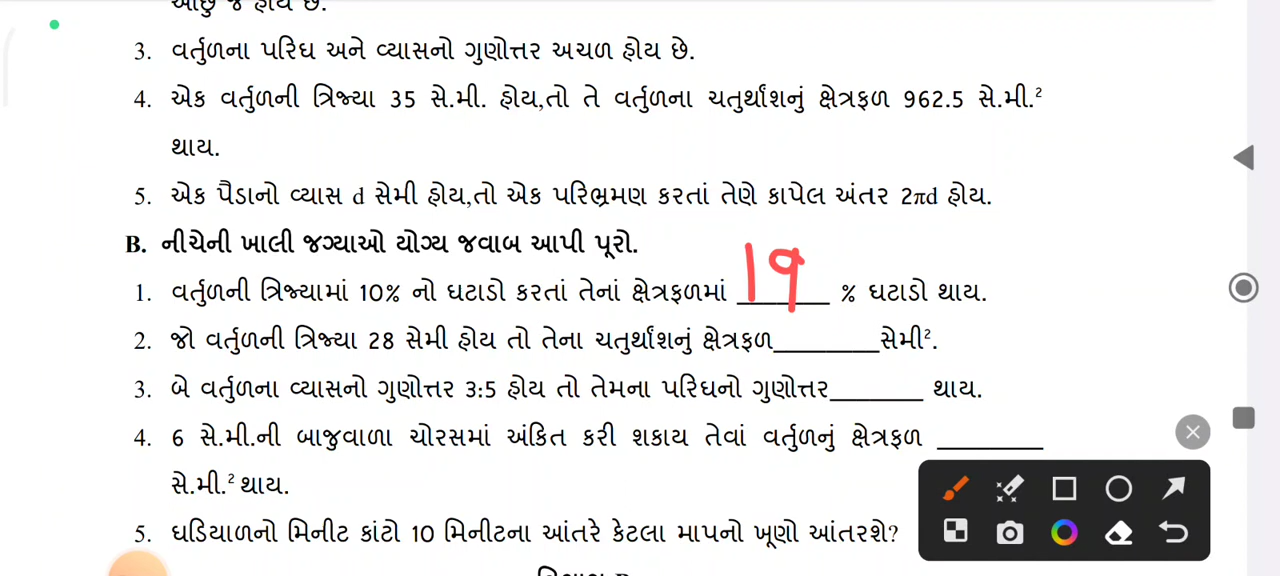 ઓછું જ હોય છે.
3. વર્તુળના પરિઘ અને વ્યાસનો ગુણોત્તર અચળ હોય છે.
4. એક વર્તુળની ત્રિજ્યા 35 સે.મી. હોય,તો તે વર્તુળના ચતુર્થાંશનું ક્ષેત્રફળ 962.5 સે.મી.²
થાય.
5. એક પૈડાનો વ્યાસ d સેમી હોય,તો એક પરિભ્રમણ કરતાં તેણે કાપેલ અંતર 2πd હોય.
B. નીચેની ખાલી જગ્યાઓ યોગ્ય જવાબ આપી પૂરો.
1. વર્તુળની ત્રિજ્યામાં 10% નો ઘટાડો કરતાં તેનાં ક્ષેત્રફળમાં 19 % ઘટાડો થાય.
2. જો વર્તુળની ત્રિજ્યા 28 સેમી હોય તો તેના ચતુર્થાંશનું ક્ષેત્રફળ________સેમી².
3. બે વર્તુળના વ્યાસનો ગુણોત્તર 3:5 હોય તો તેમના પરિઘનો ગુણોત્તર_______ થાય.
4. 6 સે.મી.ની બાજુવાળા ચોરસમાં અંકિત કરી શકાય તેવાં વર્તુળનું ક્ષેત્રફળ ________
સે.મી.² થાય.
5. ઘડિયાળનો મિનીટ કાંટો 10 મિનીટના આંતરે કેટલા માપનો ખૂણો આંતરશે?